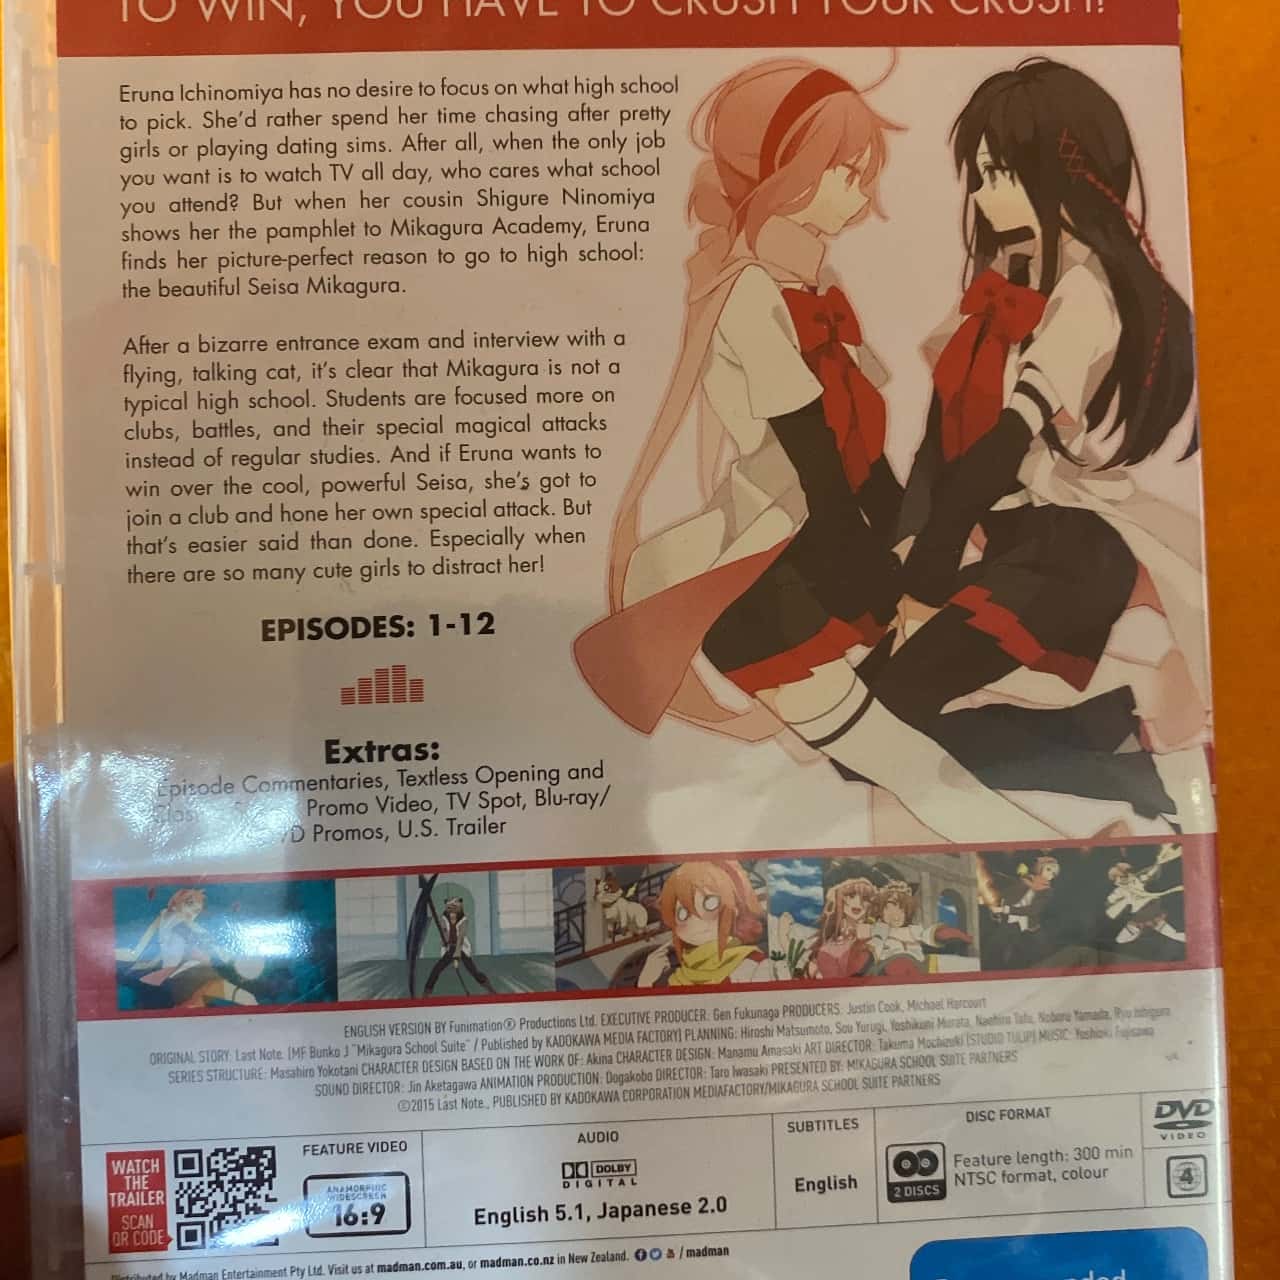 TO WIN, YOU HAVE TO CRUSH YOUR CRUSH!
Eruna Ichinomiya has no desire to focus on what high school
to pick. She'd rather spend her time chasing after pretty
girls or playing dating sims. After all, when the only job
you want is to watch TV all day, who cares what school
you attend? But when her cousin Shigure Ninomiya
shows her the pamphlet to Mikagura Academy, Eruna
finds her picture-perfect reason to go to high school:
the beautiful Seisa Mikagura.
After a bizarre entrance exam and interview with a
flying, talking cat, it's clear that Mikagura is not a
typical high school. Students are focused more on
clubs, battles, and their special magical attacks
instead of regular studies. And if Eruna wants to
win over the cool, powerful Seisa, she's got to
join a club and hone her own special attack. But
that's easier said than done. Especially when
there are so many cute girls to distract her!
EPISODES: 1-12
Extras:
Episode Commentaries, Textless Opening and
Promo Video, TV Spot, Blu-ray/
D Promos, U.S. Trailer
ENGLISH VERSION BY Funimation® Productions Ltd. EXECUTIVE PRODUCER: Gen Fukunaga PRODUCERS: Justin Cook, Michael Harcourt
ORIGINAL STORY: Last Note. (MF Bunko J "Mikagura School Suite" / Published by KADOKAWA MEDIA FACTORY) PLANNING: Hiroshi Matsumoto, Sou Yurugi, Yoshikuni Murata, Naohiro Tafu, Noboru Yamada, Ryu Ishigura
SERIES STRUCTURE: Masahiro Yokotani CHARACTER DESIGN BASED ON THE WORK OF: Akina CHARACTER DESIGN: Manamu Amasaki ART DIRECTOR: Takuma Mochizuki (STUDIO TULIP) MUSIC: Yoshiaki Fujisawa
SOUND DIRECTOR: Jin Aketagawa ANIMATION PRODUCTION: Dogakobo DIRECTOR: Taro Iwasaki PRESENTED BY: MIKAGURA SCHOOL SUITE PARTNERS
©2015 Last Note., PUBLISHED BY KADOKAWA CORPORATION MEDIAFACTORY/MIKAGURA SCHOOL SUITE PARTNERS
WATCH
THE
TRAILER
SCAN
QR CODE
FEATURE VIDEO
ANAMORPHIC
WIDESCREEN
16:9
AUDIO
DOLBY
DIGITAL
English 5.1, Japanese 2.0
SUBTITLES
English
DISC FORMAT
2 DISCS
Feature length: 300 min
NTSC format, colour
DVD
VIDEO
4
Distributed by Madman Entertainment Pty Ltd. Visit us at madman.com.au, or madman.co.nz in New Zealand. / madman